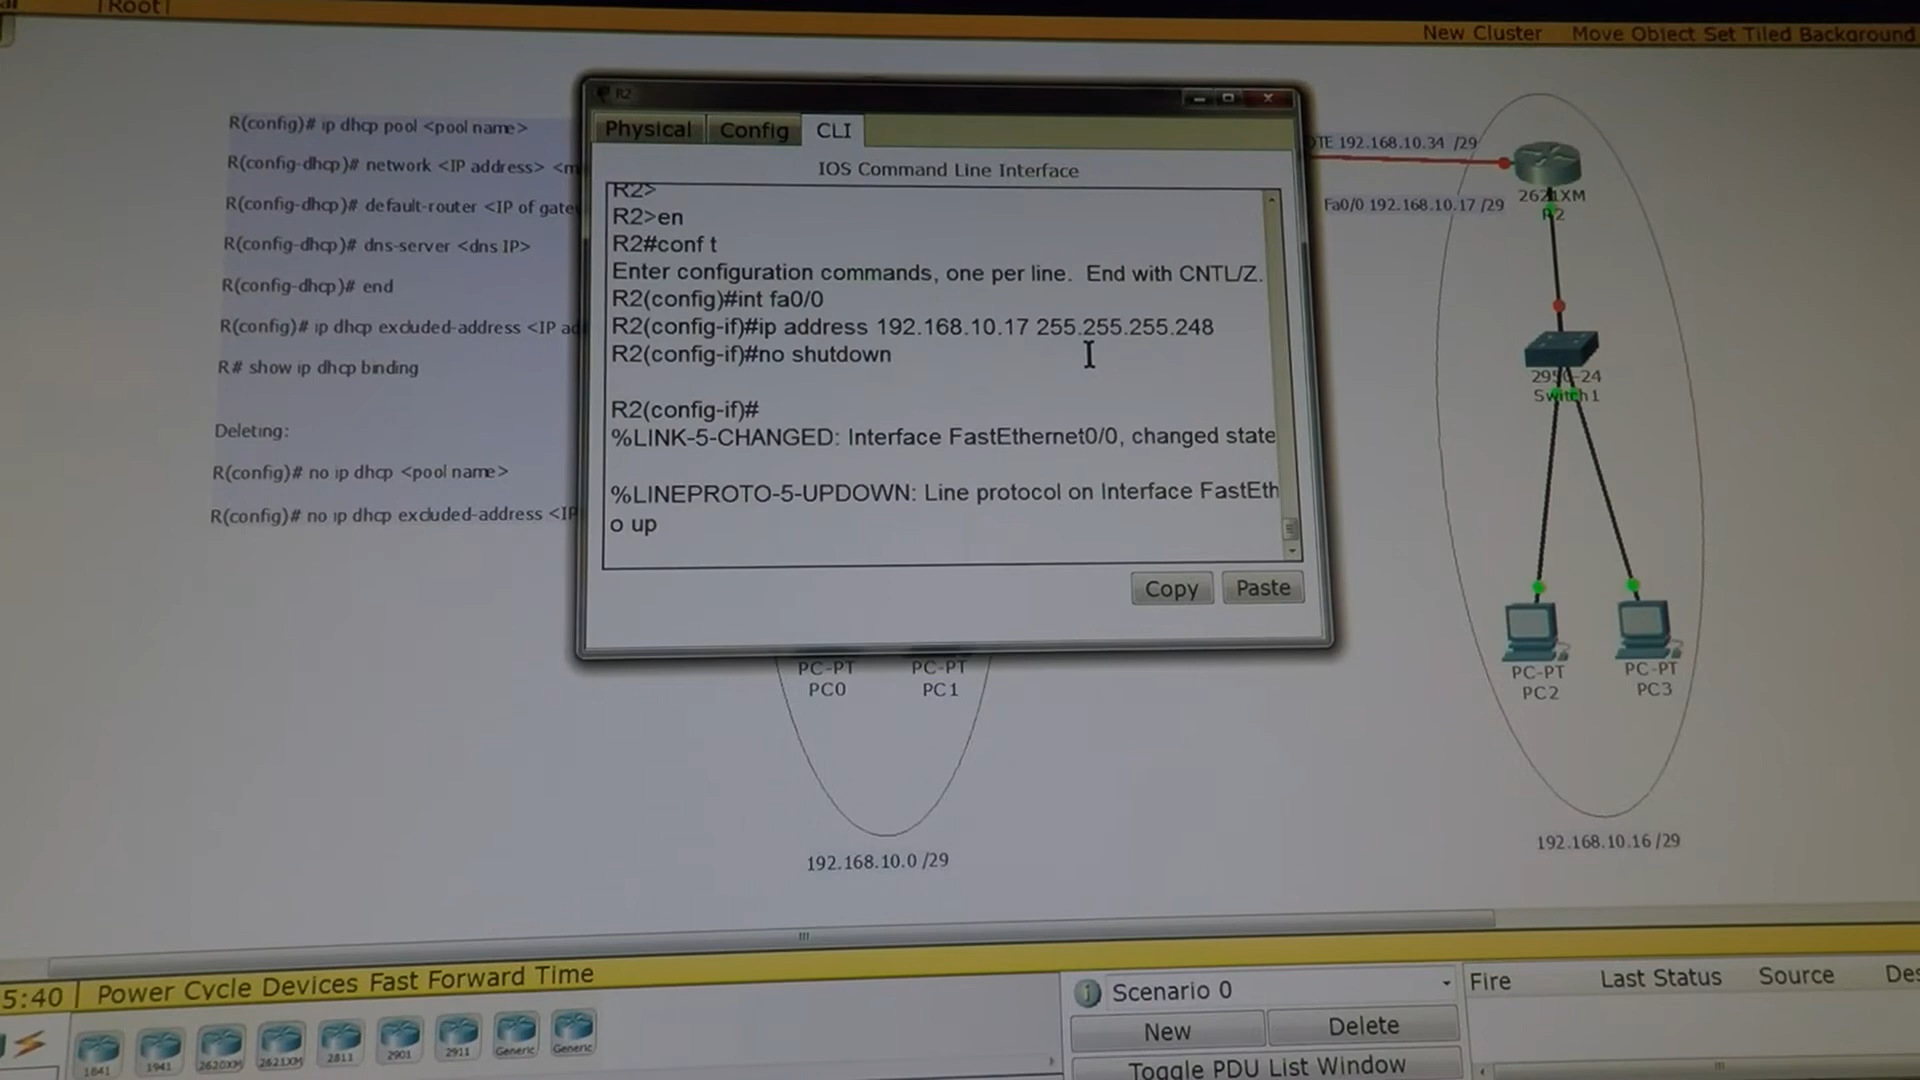 [Root]
New Cluster Move Object Set Tiled Background
R(config)# ip dhcp pool <pool name>
R(config-dhcp)# network <IP address>
R(config-dhcp)# default-router <IP of
R(config-dhcp)# dns-server <dns IP>
R(config-dhcp)# end
R(config)# ip dhcp excluded-address <IP
R# show ip dhcp binding
Deleting:
R(config)# no ip dhcp <pool name>
R(config)# no ip dhcp excluded-address <IP
R2
Physical Config CLI
IOS Command Line Interface
R2>
R2>en
R2#conf t
Enter configuration commands, one per line. End with CNTL/Z.
R2(config)#int fa0/0
R2(config-if)#ip address 192.168.10.17 255.255.255.248
R2(config-if)#no shutdown
R2(config-if)#
%LINK-5-CHANGED: Interface FastEthernet0/0, changed state
%LINEPROTO-5-UPDOWN: Line protocol on Interface FastEth
o up
Copy Paste
192.168.10.34 /29
Fa0/0 192.168.10.17 /29
2621XM
R2
2950-24
Switch1
PC-PT
PC2
PC-PT
PC3
192.168.10.16 /29
PC-PT
PC0
PC-PT
PC1
192.168.10.0 /29
5:40 Power Cycle Devices Fast Forward Time
1841 1941 2620XM 2621XM 2811 2901 2911 Generic Generic
Scenario 0
New Delete
Toggle PDU List Window
Fire Last Status Source